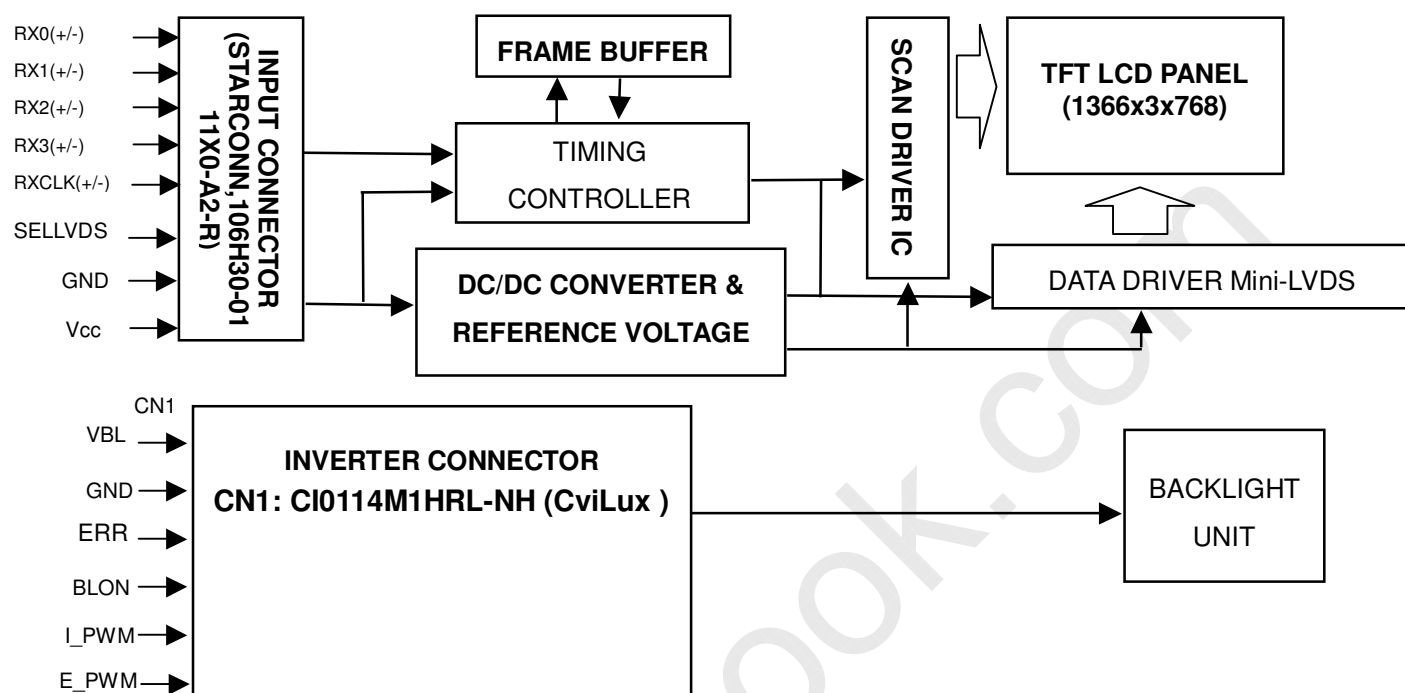 RX0(+/-)
RX1(+/-)
RX2(+/-)
RX3(+/-)
RXCLK(+/-)
SELLVDS
GND
Vcc
INPUT CONNECTOR
(STARCONN,106H30-01
11X0-A2-R)
FRAME BUFFER
TIMING
CONTROLLER
DC/DC CONVERTER &
REFERENCE VOLTAGE
SCAN DRIVER IC
TFT LCD PANEL
(1366x3x768)
DATA DRIVER Mini-LVDS
CN1
VBL
GND
ERR
BLON
I_PWM
E_PWM
INVERTER CONNECTOR
CN1: CI0114M1HRL-NH (CviLux )
BACKLIGHT
UNIT
ook.com